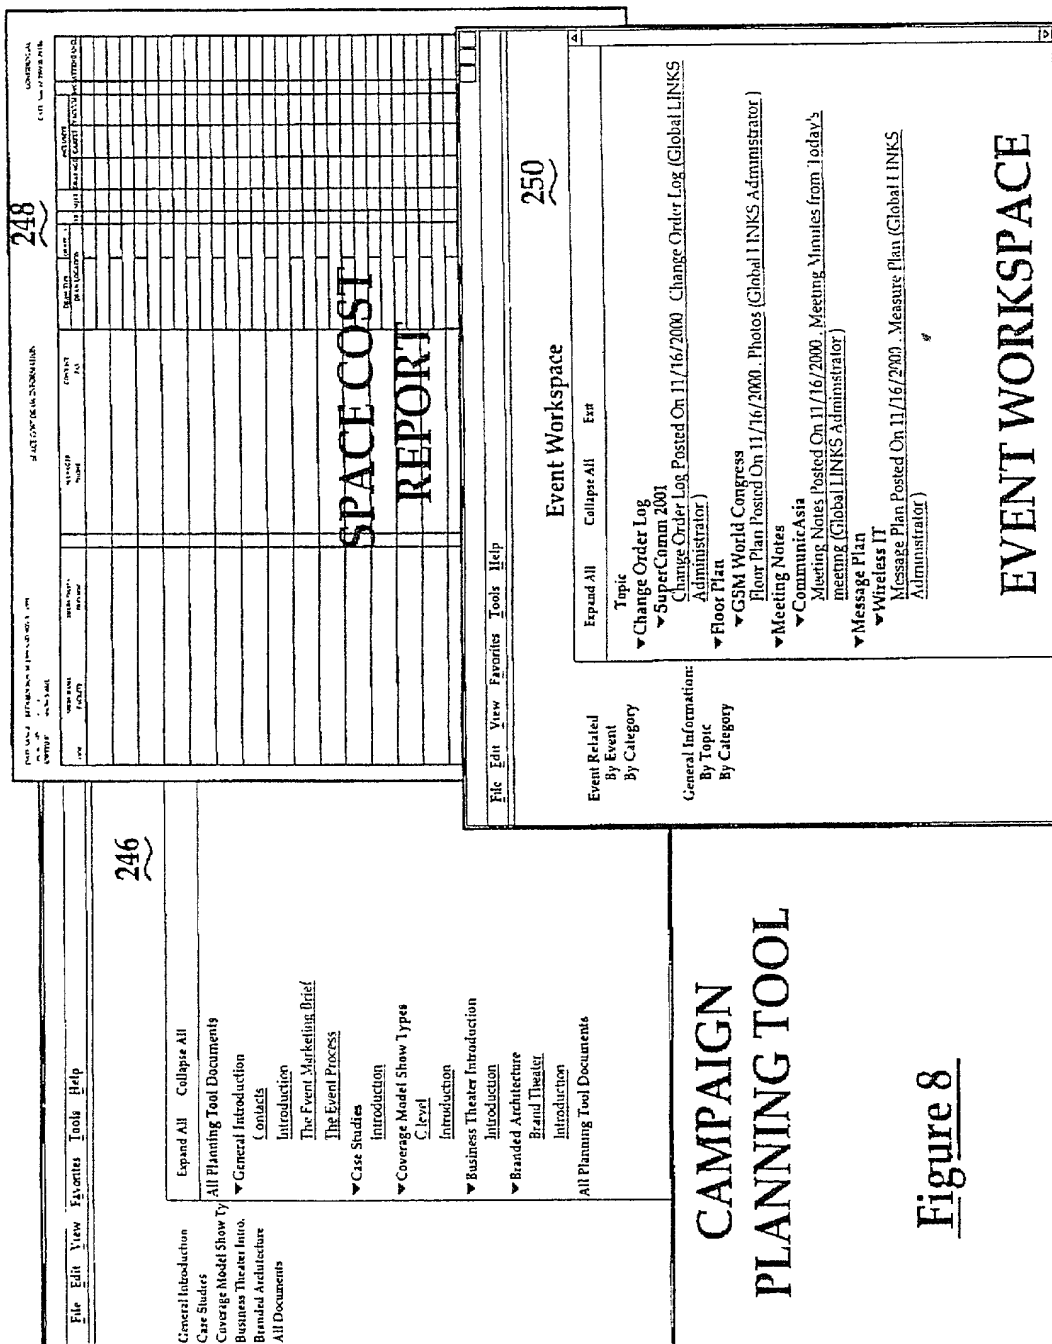 246
File Edit View Favorites Tools Help
General Introduction
Case Studies
Coverage Model Show Ty
Business Theater Intro.
Branded Architecture
All Documents
Expand All Collapse All
All Planning Tool Documents
▼General Introduction
Contacts
Introduction
The Event Marketing Brief
The Event Process
▼Case Studies
Introduction
▼Coverage Model Show Types
C level
Introduction
▼Business Theater Introduction
Introduction
▼Branded Architecture
Brand Theater
Introduction
All Planning Tool Documents
CAMPAIGN
PLANNING TOOL
248
SPACE COST
REPORT
250
File Edit View Favorites Tools Help
Event Workspace
Event Related
By Event
By Category
General Information:
By Topic
By Category
Expand All Collapse All Exit
Topic
▼Change Order Log
▼SuperComm 2001
Change Order Log Posted On 11/16/2000 Change Order Log (Global LINKS
Administrator)
▼Floor Plan
▼GSM World Congress
Floor Plan Posted On 11/16/2000. Photos (Global LINKS Administrator)
▼Meeting Notes
▼CommunicAsia
Meeting Notes Posted On 11/16/2000. Meeting Minutes from Today's
meeting (Global LINKS Administrator)
▼Message Plan
▼Wireless IT
Message Plan Posted On 11/16/2000. Measure Plan (Global LINKS
Administrator)
EVENT WORKSPACE
Figure 8